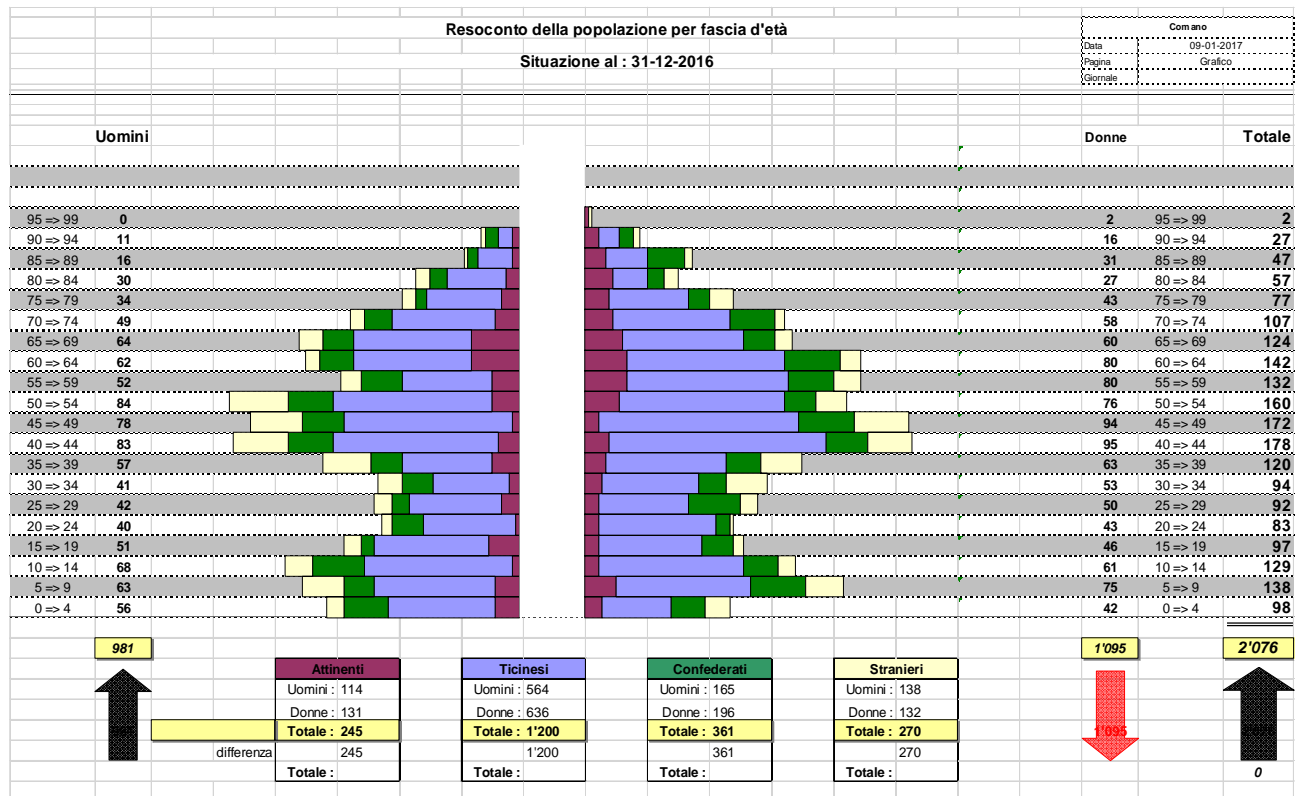 Resoconto della popolazione per fascia d'età
Comano
Data 09-01-2017
Situazione al : 31-12-2016
Pagina Grafico
Giornale
Uomini Donne Totale
95 => 99 0 2 95 => 99 2
90 => 94 11 16 90 => 94 27
85 => 89 16 31 85 => 89 47
80 => 84 30 27 80 => 84 57
75 => 79 34 43 75 => 79 77
70 => 74 49 58 70 => 74 107
65 => 69 64 60 65 => 69 124
60 => 64 62 80 60 => 64 142
55 => 59 52 80 55 => 59 132
50 => 54 84 76 50 => 54 160
45 => 49 78 94 45 => 49 172
40 => 44 83 95 40 => 44 178
35 => 39 57 63 35 => 39 120
30 => 34 41 53 30 => 34 94
25 => 29 42 50 25 => 29 92
20 => 24 40 43 20 => 24 83
15 => 19 51 46 15 => 19 97
10 => 14 68 61 10 => 14 129
5 => 9 63 75 5 => 9 138
0 => 4 56 42 0 => 4 98
981 1'095 2'076
Attinenti Ticinesi Confederati Stranieri
Uomini : 114 Uomini : 564 Uomini : 165 Uomini : 138
Donne : 131 Donne : 636 Donne : 196 Donne : 132
Totale : 245 Totale : 1'200 Totale : 361 Totale : 270 1'095
differenza 245 1'200 361 270
Totale : Totale : Totale : Totale : 0